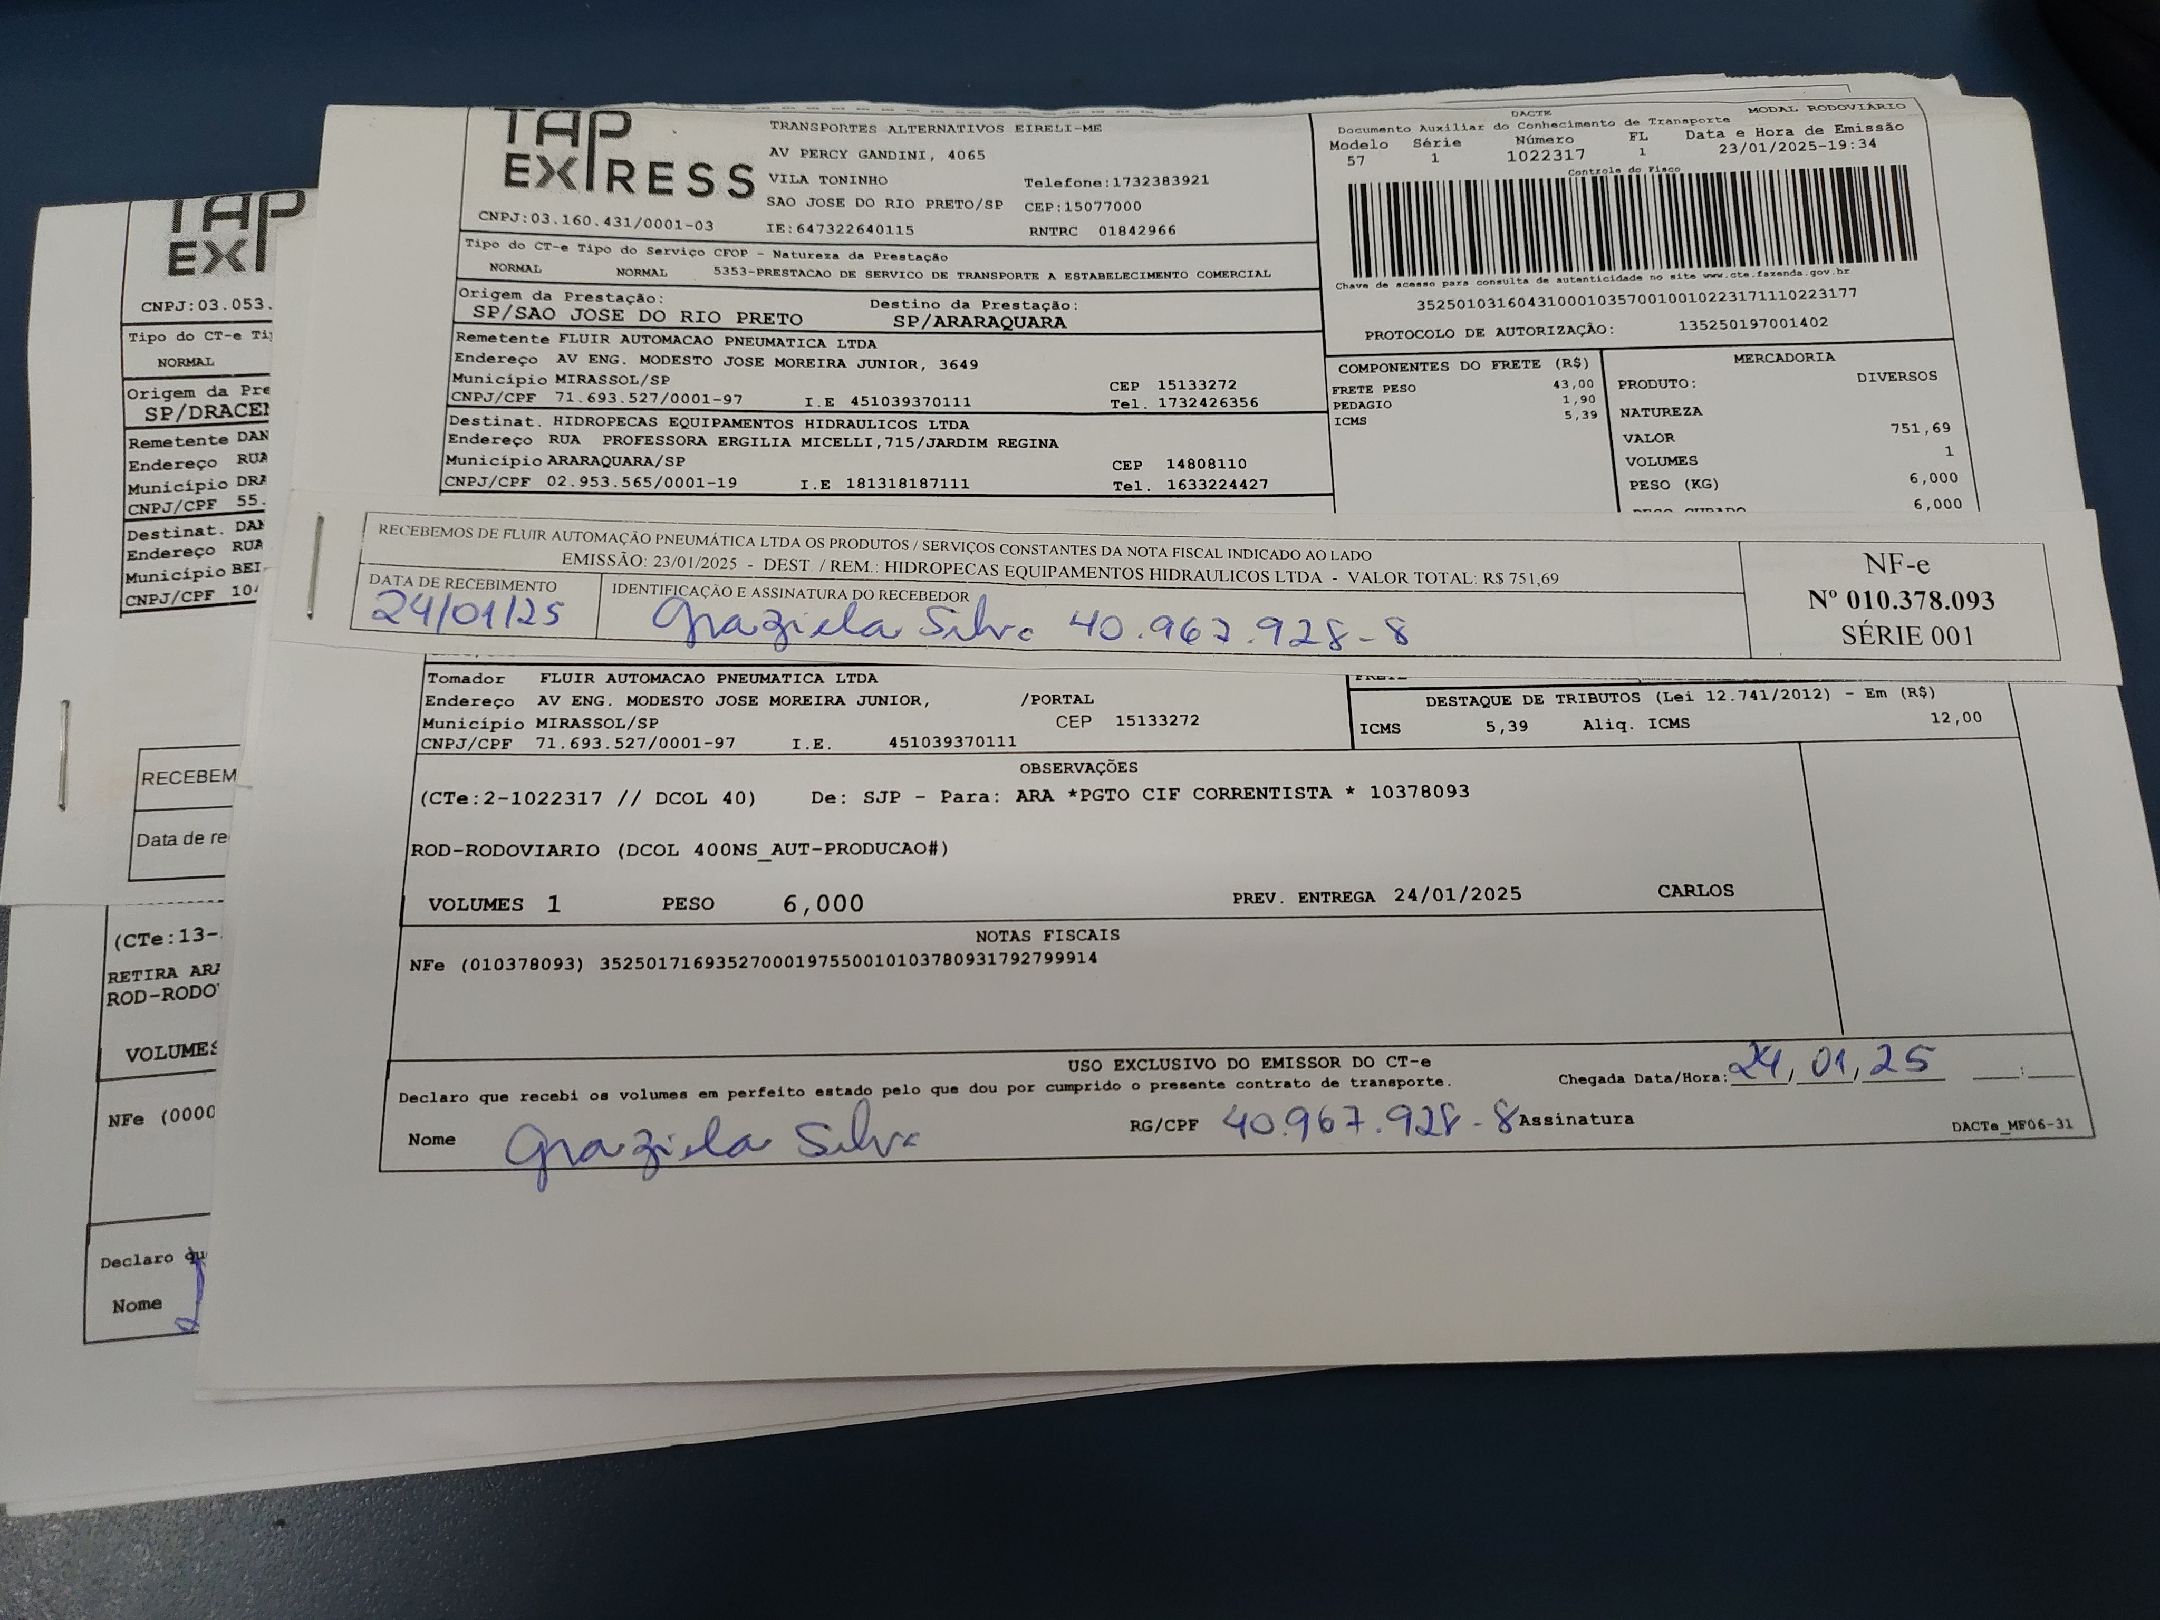 TAP
EXPRESS
TRANSPORTES ALTERNATIVOS EIRELI-ME
AV PERCY GANDINI, 4065
VILA TONINHO Telefone:1732383921
SAO JOSE DO RIO PRETO/SP CEP:15077000
CNPJ:03.160.431/0001-03 IE:647322640115 RNTRC 01842966
DACTE MODAL RODOVIÁRIO
Documento Auxiliar do Conhecimento de Transporte
Modelo Série Número FL Data e Hora de Emissão
57 1 1022317 1 23/01/2025-19:34
Controle do Fisco
Chave de acesso para consulta de autenticidade no site www.cte.fazenda.gov.br
35250103160431000103570010010223171110223177
PROTOCOLO DE AUTORIZAÇÃO: 135250197001402
Tipo do CT-e Tipo do Serviço CFOP - Natureza da Prestação
NORMAL NORMAL 5353-PRESTACAO DE SERVICO DE TRANSPORTE A ESTABELECIMENTO COMERCIAL
Origem da Prestação: Destino da Prestação:
SP/SAO JOSE DO RIO PRETO SP/ARARAQUARA
Remetente FLUIR AUTOMACAO PNEUMATICA LTDA
Endereço AV ENG. MODESTO JOSE MOREIRA JUNIOR, 3649
Município MIRASSOL/SP CEP 15133272
CNPJ/CPF 71.693.527/0001-97 I.E 451039370111 Tel. 1732426356
Destinat. HIDROPECAS EQUIPAMENTOS HIDRAULICOS LTDA
Endereço RUA PROFESSORA ERGILIA MICELLI,715/JARDIM REGINA
Município ARARAQUARA/SP CEP 14808110
CNPJ/CPF 02.953.565/0001-19 I.E 181318187111 Tel. 1633224427
COMPONENTES DO FRETE (R$)
FRETE PESO 43,00
PEDAGIO 1,90
ICMS 5,39
MERCADORIA
PRODUTO: DIVERSOS
NATUREZA
VALOR 751,69
VOLUMES 1
PESO (KG) 6,000
PESO CUBADO 6,000
RECEBEMOS DE FLUIR AUTOMAÇÃO PNEUMÁTICA LTDA OS PRODUTOS / SERVIÇOS CONSTANTES DA NOTA FISCAL INDICADO AO LADO
EMISSÃO: 23/01/2025 - DEST. / REM.: HIDROPECAS EQUIPAMENTOS HIDRAULICOS LTDA - VALOR TOTAL: R$ 751,69
DATA DE RECEBIMENTO IDENTIFICAÇÃO E ASSINATURA DO RECEBEDOR
24/01/25 Graziela Silva 40.967.928-8
NF-e
Nº 010.378.093
SÉRIE 001
Tomador FLUIR AUTOMACAO PNEUMATICA LTDA
Endereço AV ENG. MODESTO JOSE MOREIRA JUNIOR, /PORTAL
Município MIRASSOL/SP CEP 15133272
CNPJ/CPF 71.693.527/0001-97 I.E. 451039370111
DESTAQUE DE TRIBUTOS (Lei 12.741/2012) - Em (R$)
ICMS 5,39 Aliq. ICMS 12,00
OBSERVAÇÕES
(CTe:2-1022317 // DCOL 40) De: SJP - Para: ARA *PGTO CIF CORRENTISTA * 10378093
ROD-RODOVIARIO (DCOL 400NS_AUT-PRODUCAO#)
VOLUMES 1 PESO 6,000 PREV. ENTREGA 24/01/2025 CARLOS
NOTAS FISCAIS
NFe (010378093) 35250171693527000197550010103780931792799914
USO EXCLUSIVO DO EMISSOR DO CT-e
Declaro que recebi os volumes em perfeito estado pelo que dou por cumprido o presente contrato de transporte. Chegada Data/Hora: 24/01/25 __:__
Nome Graziela Silva RG/CPF 40.967.928-8 Assinatura DACTe_MF06-31
TAP
EXP
CNPJ:03.053.
Tipo do CT-e Ti
NORMAL
Origem da Pre
SP/DRACEN
Remetente DAN
Endereço RUA
Município DRA
CNPJ/CPF 55.
Destinat. DAN
Endereço RUA
Município BEI
CNPJ/CPF 10
RECEBEM
Data de re
(CTe:13-
RETIRA ARA
ROD-RODO
VOLUMES
NFe (0000
Declaro qu
Nome